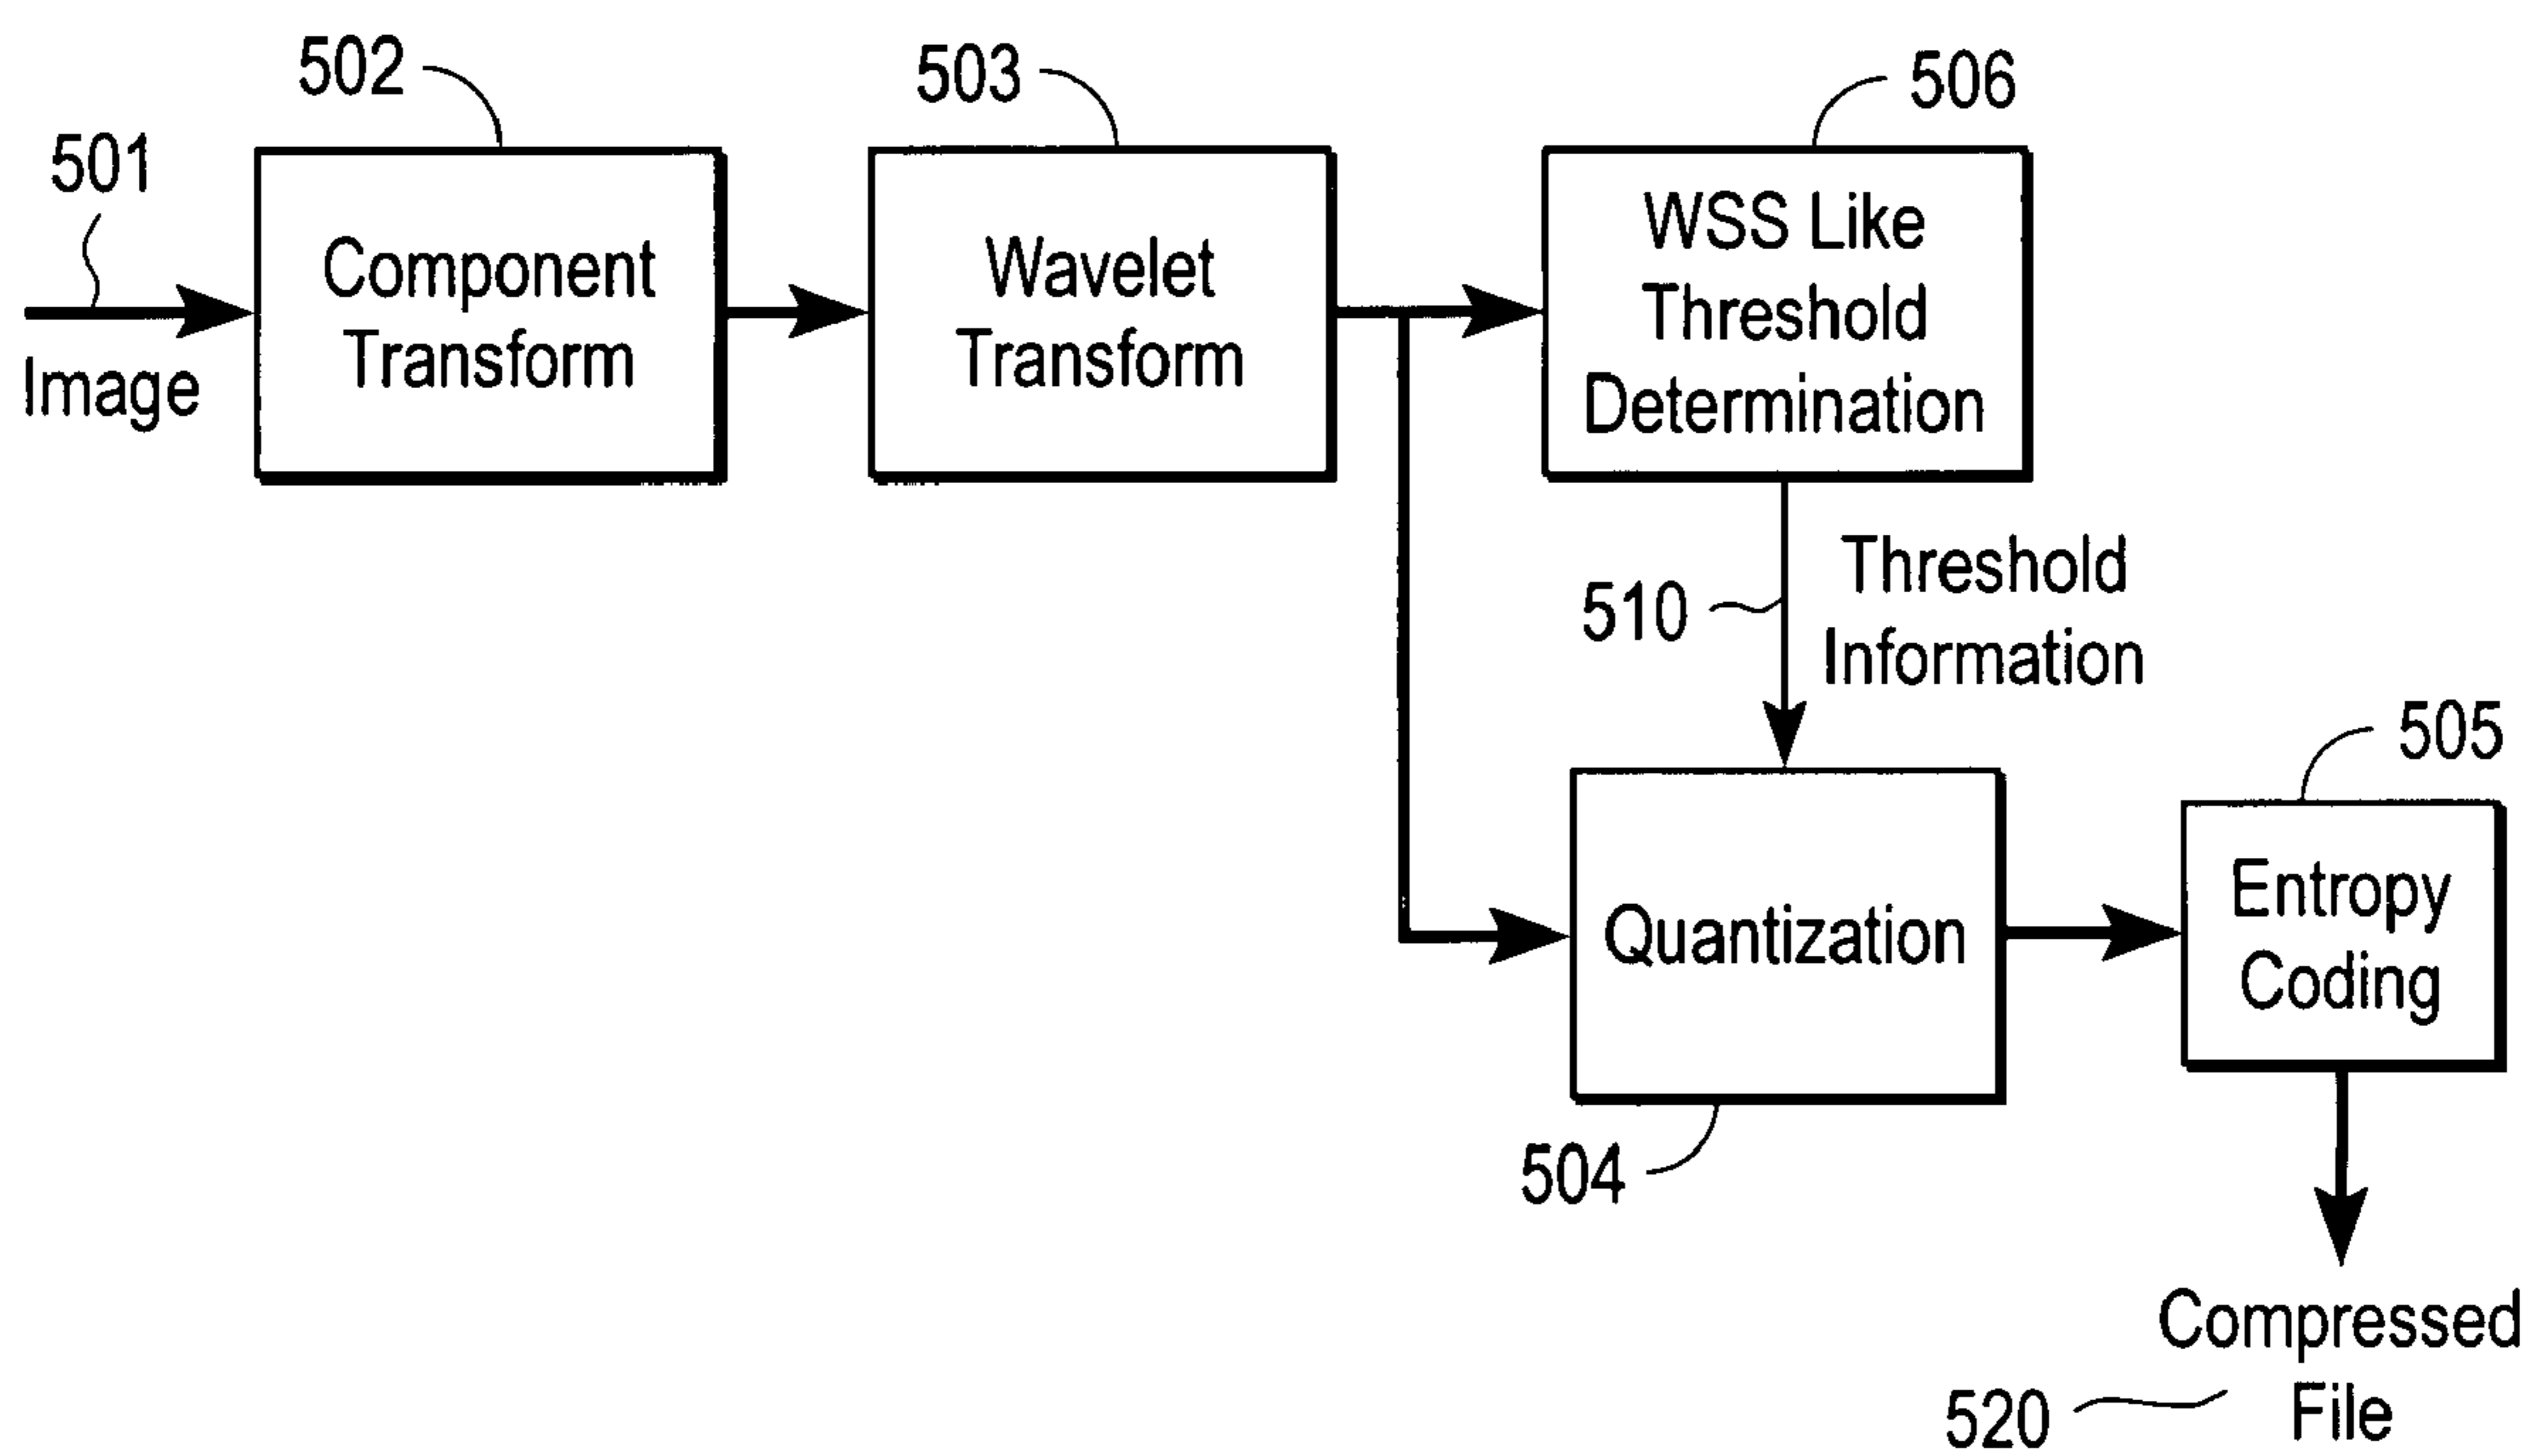 502
503
506
501
Image
Component
Transform
Wavelet
Transform
WSS Like
Threshold
Determination
510
Threshold
Information
505
Quantization
Entropy
Coding
504
Compressed
File
520